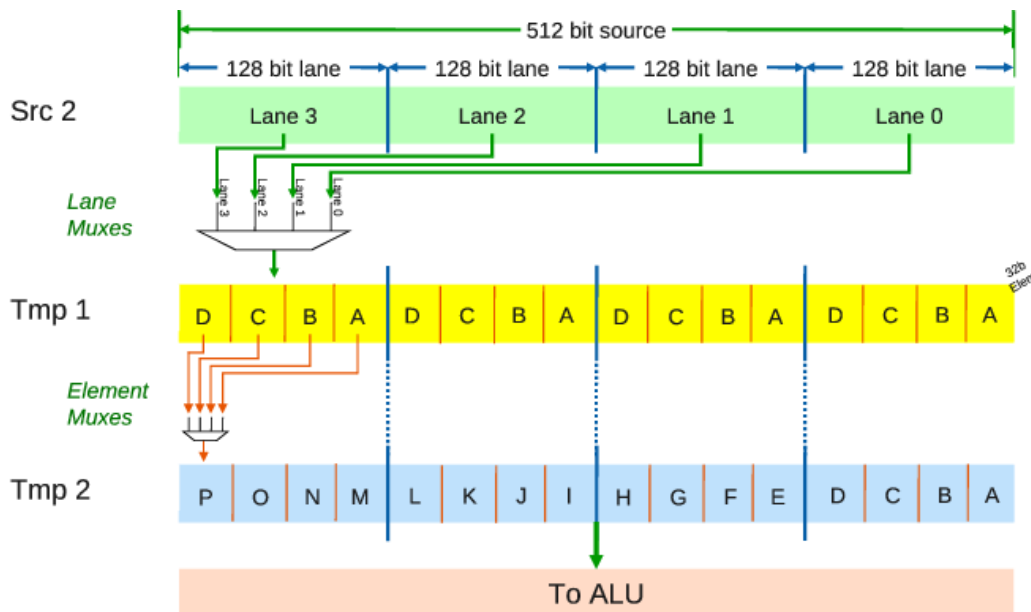 512 bit source
128 bit lane 128 bit lane 128 bit lane 128 bit lane
Src 2 Lane 3 Lane 2 Lane 1 Lane 0
Lane 3 Lane 2 Lane 1 Lane 0
Lane
Muxes
32b
Elem
Tmp 1 D C B A D C B A D C B A D C B A
Element
Muxes
Tmp 2 P O N M L K J I H G F E D C B A
To ALU